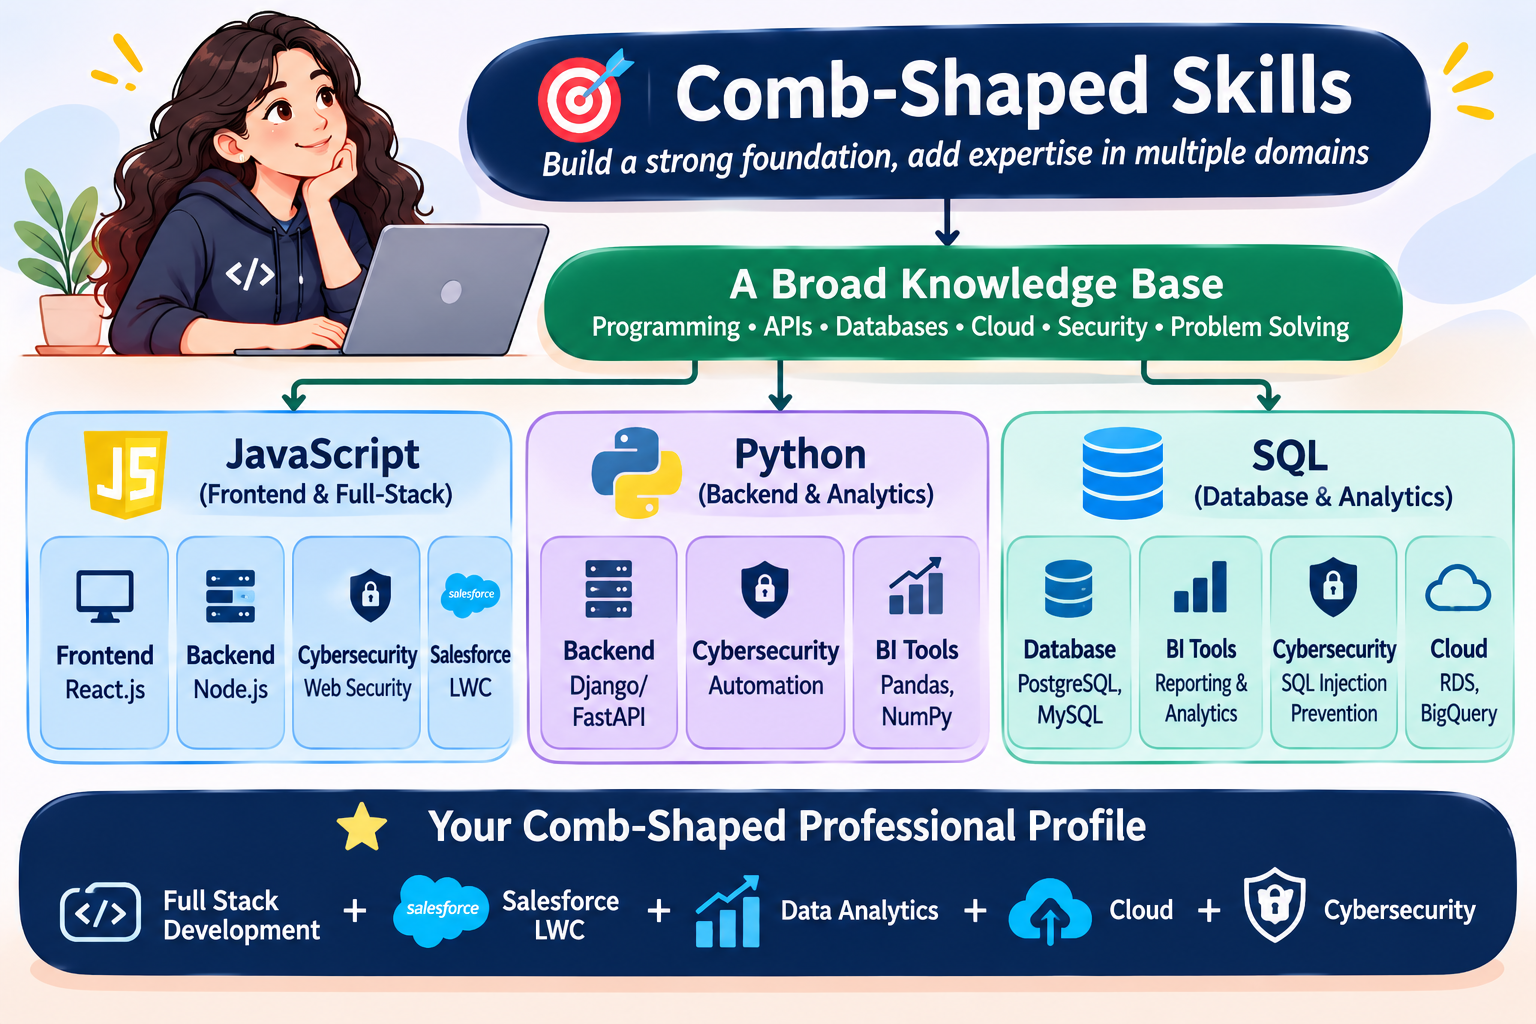 Comb-Shaped Skills
Build a strong foundation, add expertise in multiple domains
</>
A Broad Knowledge Base
Programming • APIs • Databases • Cloud • Security • Problem Solving
JS
JavaScript
(Frontend & Full-Stack)
Frontend
React.js
Backend
Node.js
Cybersecurity
Web Security
salesforce
Salesforce
LWC
Python
(Backend & Analytics)
Backend
Django/
FastAPI
Cybersecurity
Automation
BI Tools
Pandas,
NumPy
SQL
(Database & Analytics)
Database
PostgreSQL,
MySQL
BI Tools
Reporting &
Analytics
Cybersecurity
SQL Injection
Prevention
Cloud
RDS,
BigQuery
Your Comb-Shaped Professional Profile
</>
Full Stack
Development
+
salesforce
Salesforce
LWC
+
Data Analytics
+
Cloud
+
Cybersecurity